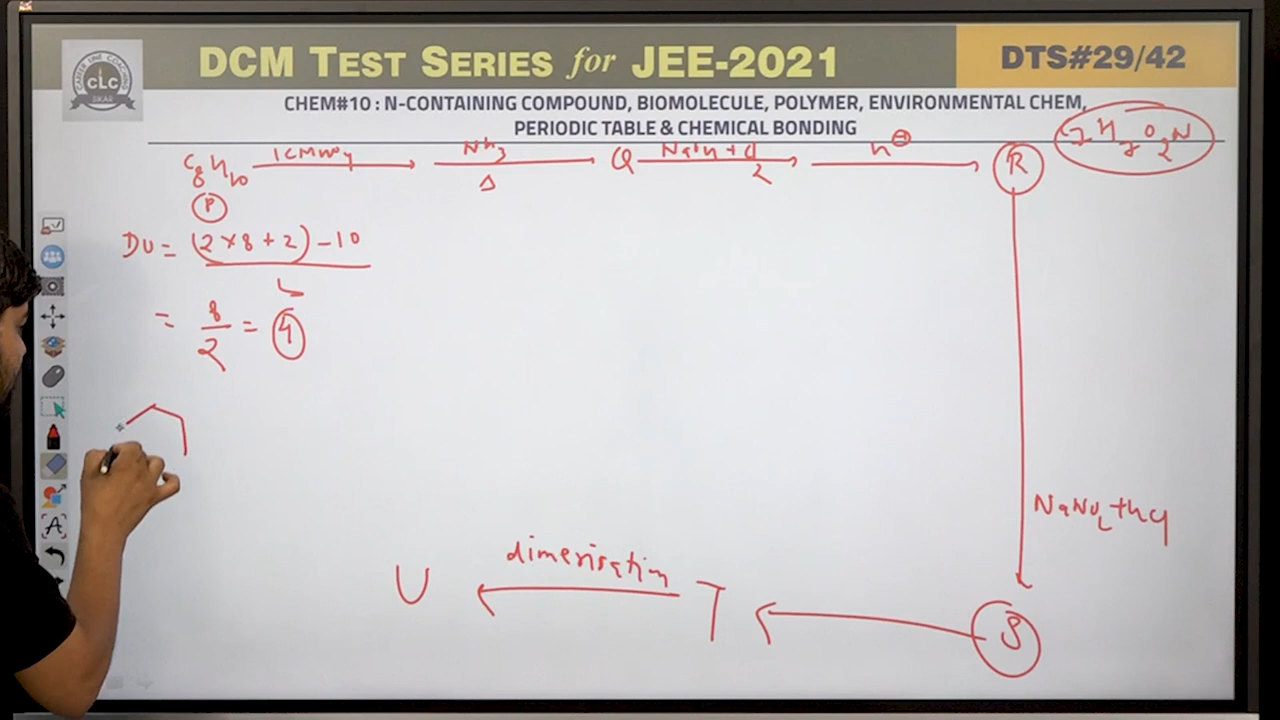 DCM TEST SERIES for JEE-2021
DTS#29/42
CLC
SIKAR
CHEM#10 : N-CONTAINING COMPOUND, BIOMOLECULE, POLYMER, ENVIRONMENTAL CHEM,
PERIODIC TABLE & CHEMICAL BONDING
C7H7O2N
C8H10 KMnO4 NH3 Δ Q NaOH + Cl2 H⊕ R
P
DU = (2×8+2)-10
2
= 8/2 = 4
NaNO2+HCl
dimerisation
U T S
A